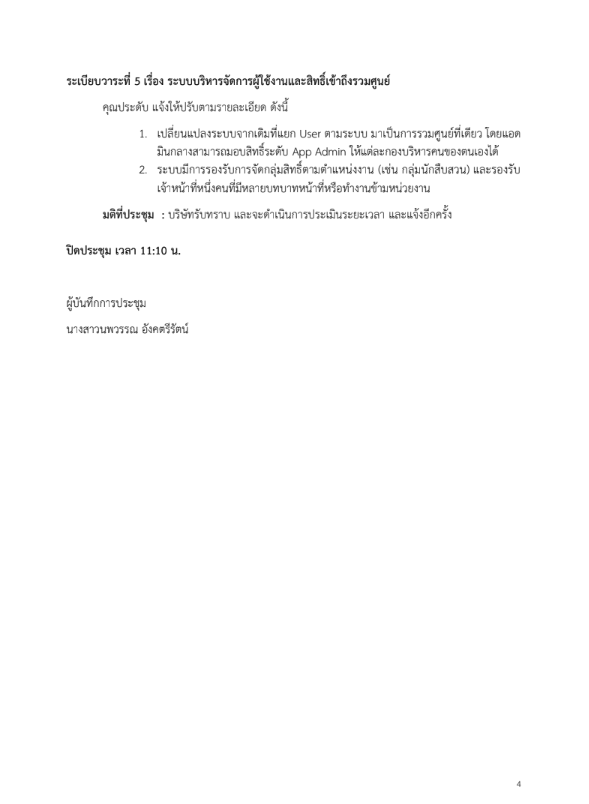 ระเบียบวาระที่ 5 เรื่อง ระบบบริหารจัดการผู้ใช้งานและสิทธิ์เข้าถึงรวมศูนย์
คุณประดับ แจ้งให้ปรับตามรายละเอียด ดังนี้
1. เปลี่ยนแปลงระบบจากเดิมที่แยก User ตามระบบ มาเป็นการรวมศูนย์ที่เดียว โดยแอด
มินกลางสามารถมอบสิทธิ์ระดับ App Admin ให้แต่ละกองบริหารคนของตนเองได้
2. ระบบมีการรองรับการจัดกลุ่มสิทธิ์ตามตำแหน่งงาน (เช่น กลุ่มนักสืบสวน) และรองรับ
เจ้าหน้าที่หนึ่งคนที่มีหลายบทบาทหน้าที่หรือทำงานข้ามหน่วยงาน
มติที่ประชุม : บริษัทรับทราบ และจะดำเนินการประเมินระยะเวลา และแจ้งอีกครั้ง
ปิดประชุม เวลา 11:10 น.
ผู้บันทึกการประชุม
นางสาวนพวรรณ อังคตรีรัตน์
4